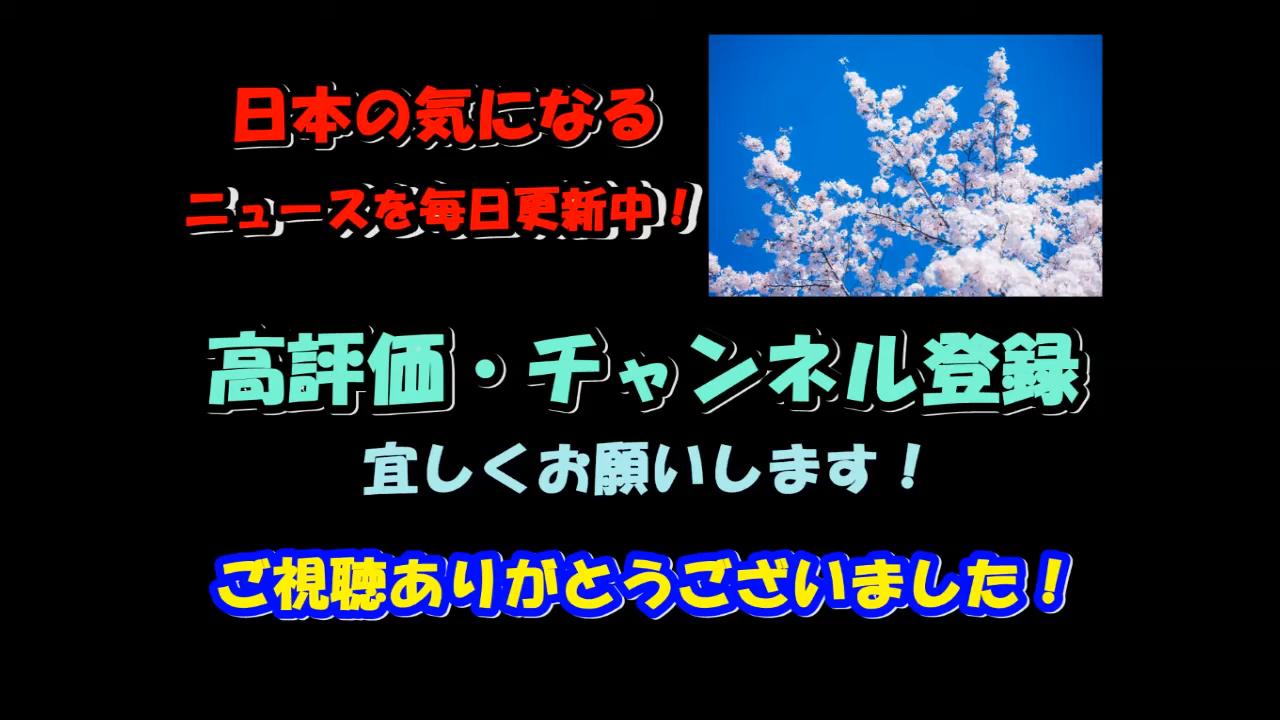 日本の気になる
ニュースを毎日更新中！
高評価・チャンネル登録
宜しくお願いします！
ご視聴ありがとうございました！